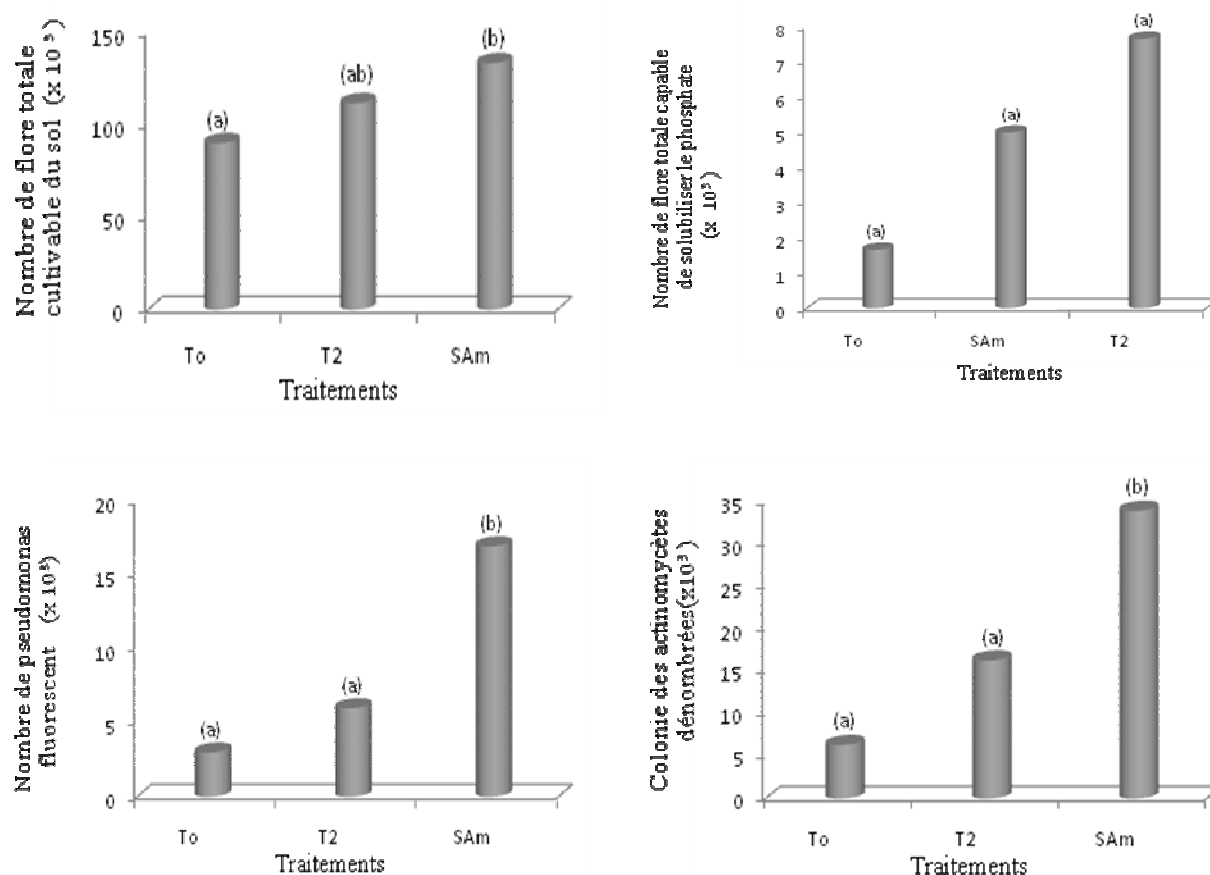 Nombre de flore totale
cultivable du sol (x 10³)
150
100
50
0
(a)
(ab)
(b)
To
T2
SAm
Traitements
Nombre de flore totale capable
de solubiliser le phosphate
(x 10³)
8
7
6
5
4
3
2
1
0
(a)
(a)
(a)
To
SAm
T2
Traitements
Nombre de pseudomonas
fluorescent (x 10³)
20
15
10
5
0
(a)
(a)
(b)
To
T2
SAm
Traitements
Colonie des actinomycètes
dénombrées(x10³)
35
30
25
20
15
10
5
0
(a)
(a)
(b)
To
T2
SAm
Traitements